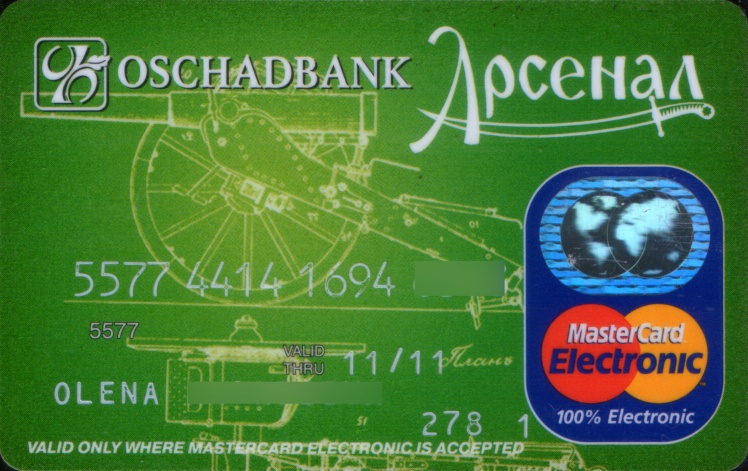 OSCHADBANK Арсенал
5577 4414 1694
5577
VALID THRU 11/11 Планъ
OLENA
278 1
MasterCard
Electronic
100% Electronic
VALID ONLY WHERE MASTERCARD ELECTRONIC IS ACCEPTED